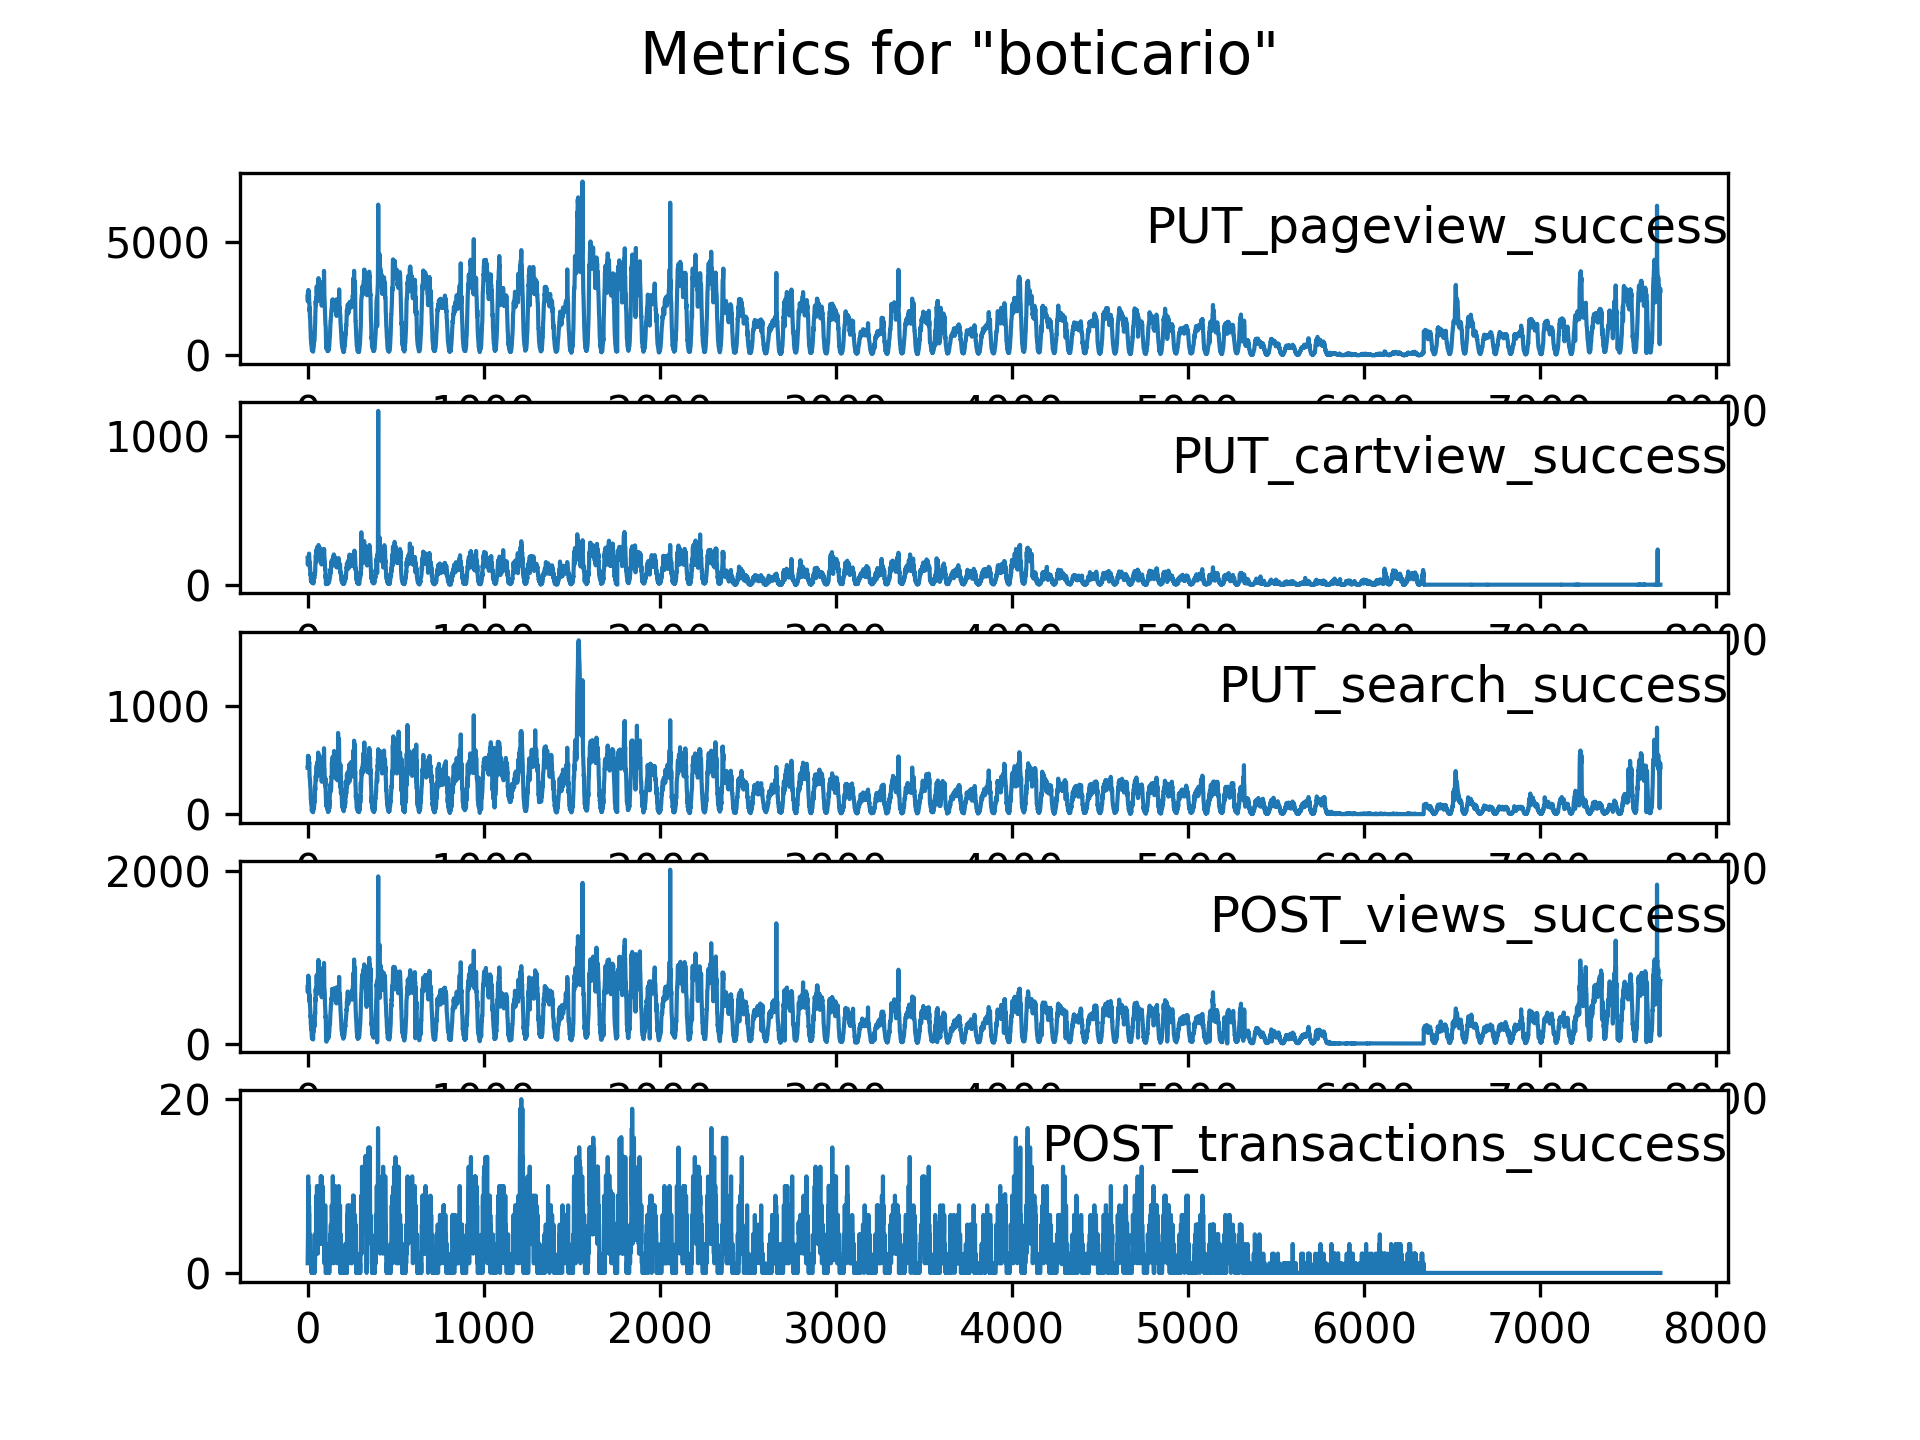 Metrics for "boticario"
PUT_pageview_success
5000
0
PUT_cartview_success
1000
0
PUT_search_success
1000
0
POST_views_success
2000
0
POST_transactions_success
20
0
0 1000 2000 3000 4000 5000 6000 7000 8000